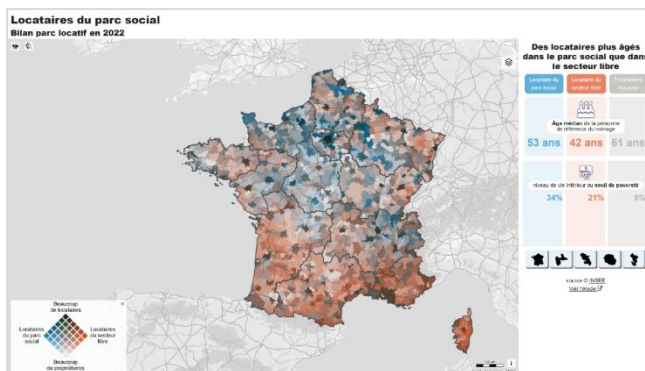 Locataires du parc social
Bilan parc locatif en 2022
Des locataires plus âgés
dans le parc social que dans
le secteur libre
Locataire du
parc social
Locataire du
secteur libre
Propriétaire
occupant
Âge médian de la personne
de référence du ménage
53 ans
42 ans
61 ans
niveau de vie inférieur au seuil de pauvreté
34%
21%
6%
source © INSEE
Voir l'étude
Beaucoup
de locataires
Locataires
du parc
social
Locataires
du secteur
libre
Beaucoup
de propriétaires